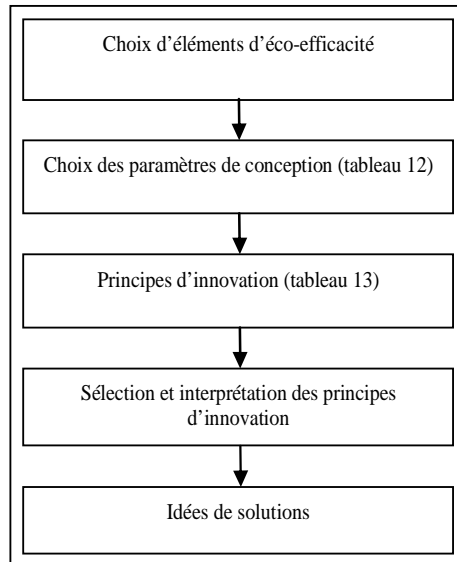 Choix d'éléments d'éco-efficacité
Choix des paramètres de conception (tableau 12)
Principes d'innovation (tableau 13)
Sélection et interprétation des principes
d'innovation
Idées de solutions